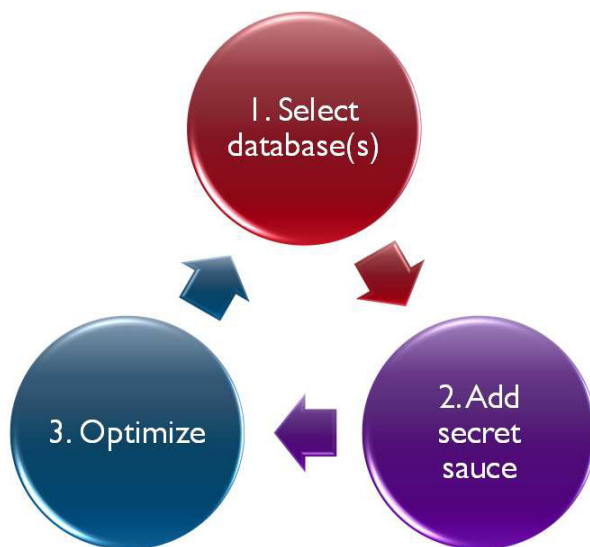 1. Select
database(s)
2. Add
secret
sauce
3. Optimize